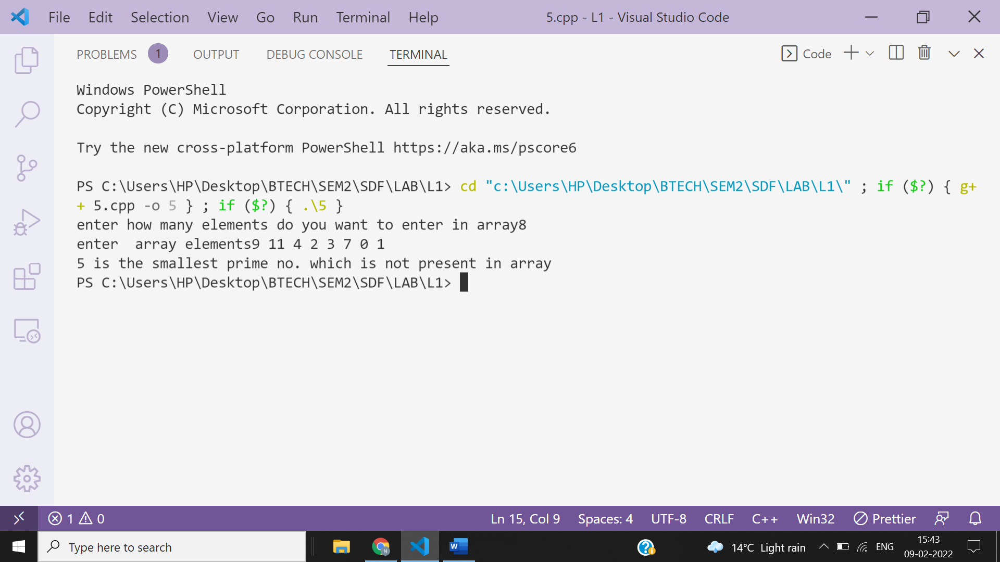 File Edit Selection View Go Run Terminal Help 5.cpp - L1 - Visual Studio Code
PROBLEMS 1 OUTPUT DEBUG CONSOLE TERMINAL Code
Windows PowerShell
Copyright (C) Microsoft Corporation. All rights reserved.
Try the new cross-platform PowerShell https://aka.ms/pscore6
PS C:\Users\HP\Desktop\BTECH\SEM2\SDF\LAB\L1> cd "c:\Users\HP\Desktop\BTECH\SEM2\SDF\LAB\L1\" ; if ($?) { g+
+ 5.cpp -o 5 } ; if ($?) { .\5 }
enter how many elements do you want to enter in array8
enter  array elements9 11 4 2 3 7 0 1
5 is the smallest prime no. which is not present in array
PS C:\Users\HP\Desktop\BTECH\SEM2\SDF\LAB\L1>
1 0 Ln 15, Col 9 Spaces: 4 UTF-8 CRLF C++ Win32 Prettier
Type here to search 14°C Light rain ENG 15:43
09-02-2022